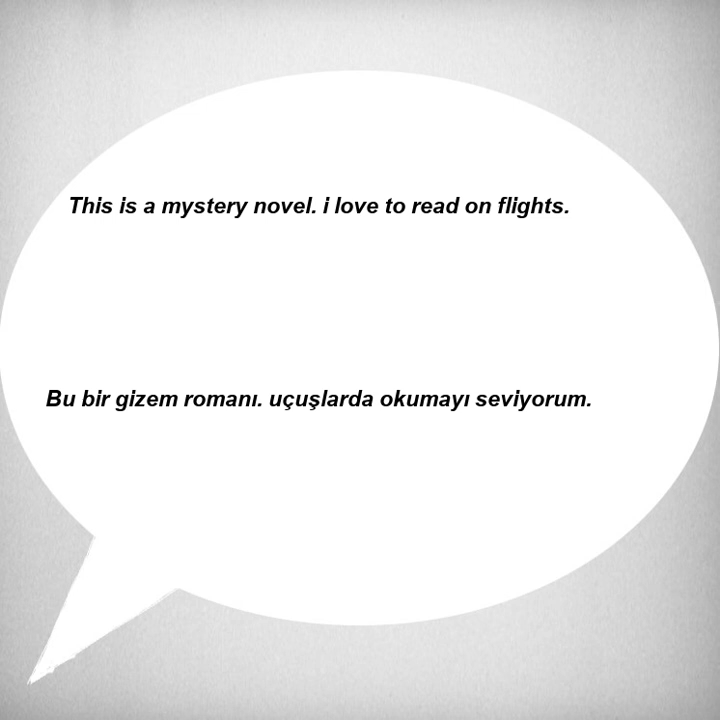 This is a mystery novel. i love to read on flights.
Bu bir gizem romanı. uçuşlarda okumayı seviyorum.